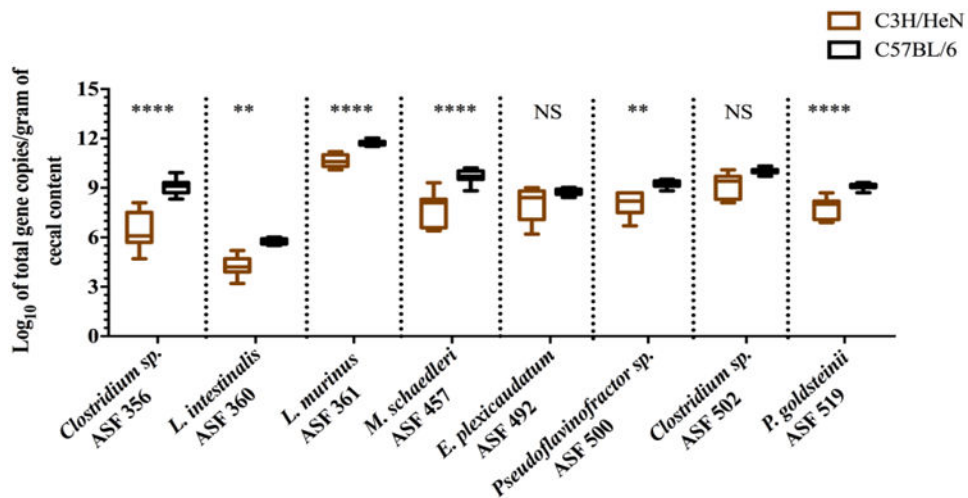 C3H/HeN
C57BL/6
Log10 of total gene copies/gram of
cecal content
15
12
9
6
3
0
****
**
****
****
NS
**
NS
****
Clostridium sp.
ASF 356
L. intestinalis
ASF 360
L. murinus
ASF 361
M. schaedleri
ASF 457
E. plexicaudatum
ASF 492
Pseudoflavinofractor sp.
ASF 500
Clostridium sp.
ASF 502
P. goldsteinii
ASF 519